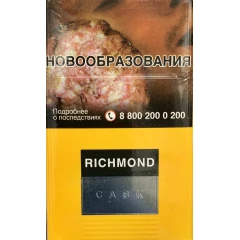 НОВООБРАЗОВАНИЯ
Подробнее
о последствиях
8 800 200 0 200
RICHMOND
CASK